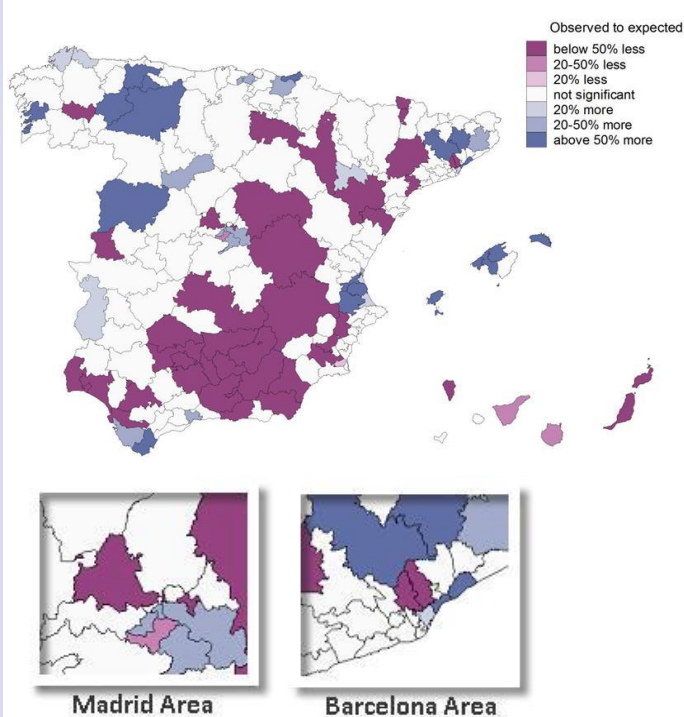 Observed to expected
below 50% less
20-50% less
20% less
not significant
20% more
20-50% more
above 50% more
Madrid Area
Barcelona Area